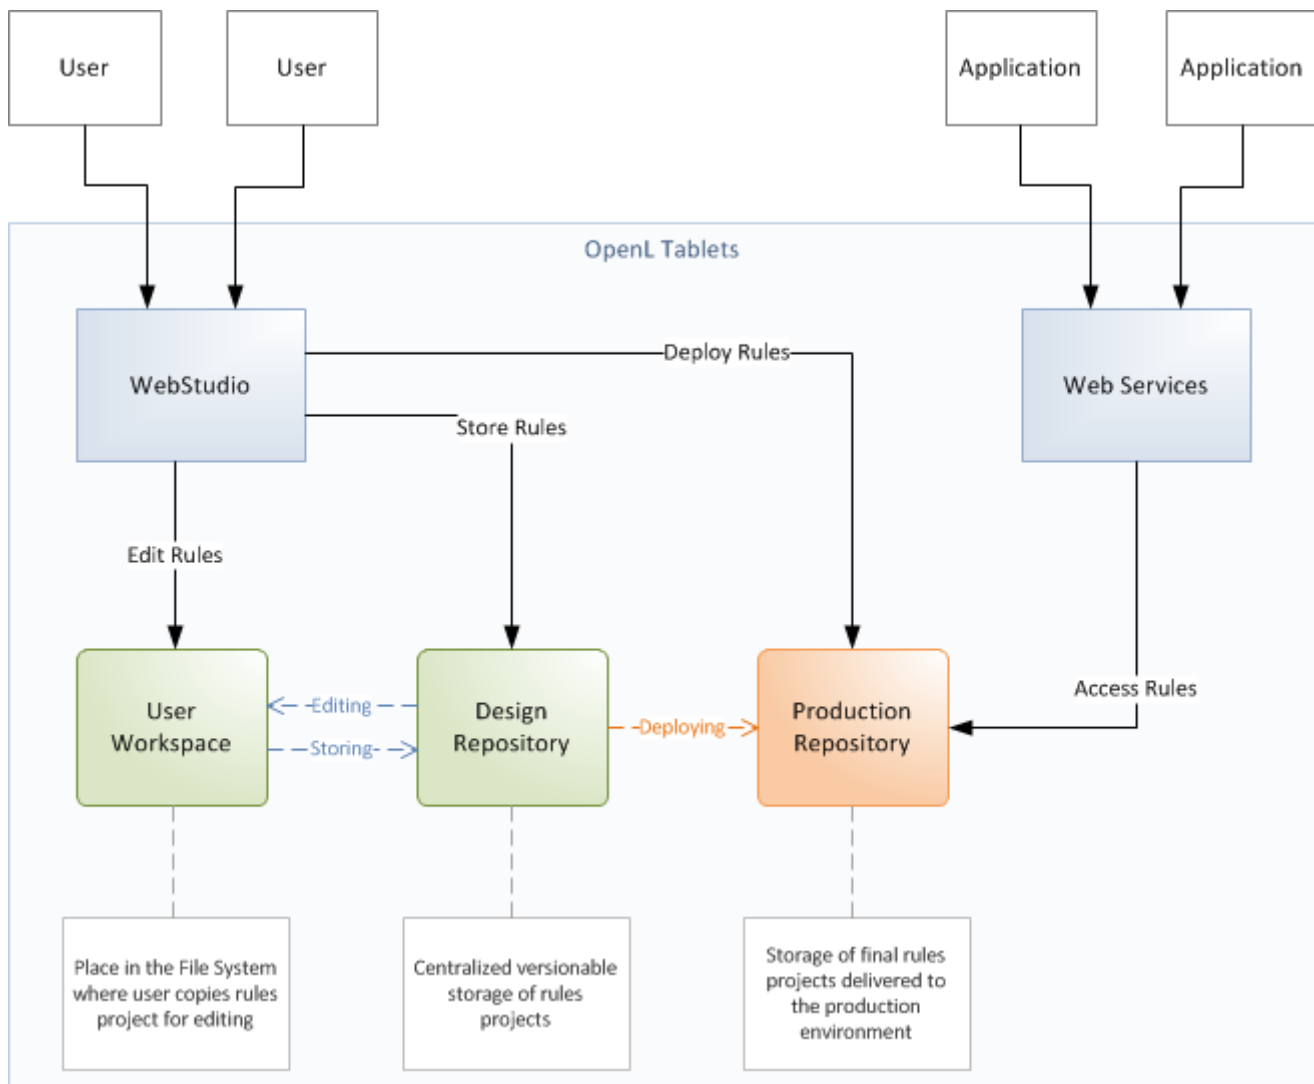 User
User
Application
Application
OpenL Tablets
WebStudio
Deploy Rules
Web Services
Store Rules
Edit Rules
User
Workspace
Editing
Storing
Design
Repository
Deploying
Production
Repository
Access Rules
Place in the File System
where user copies rules
project for editing
Centralized versionable
storage of rules
projects
Storage of final rules
projects delivered to
the production
environment